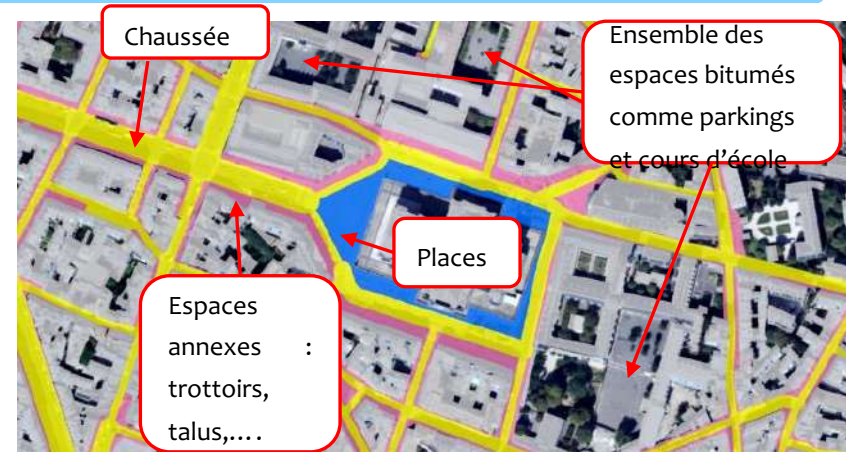 Chaussée
Ensemble des
espaces bitumés
comme parkings
et cours d’école
Places
Espaces
annexes :
trottoirs,
talus,….